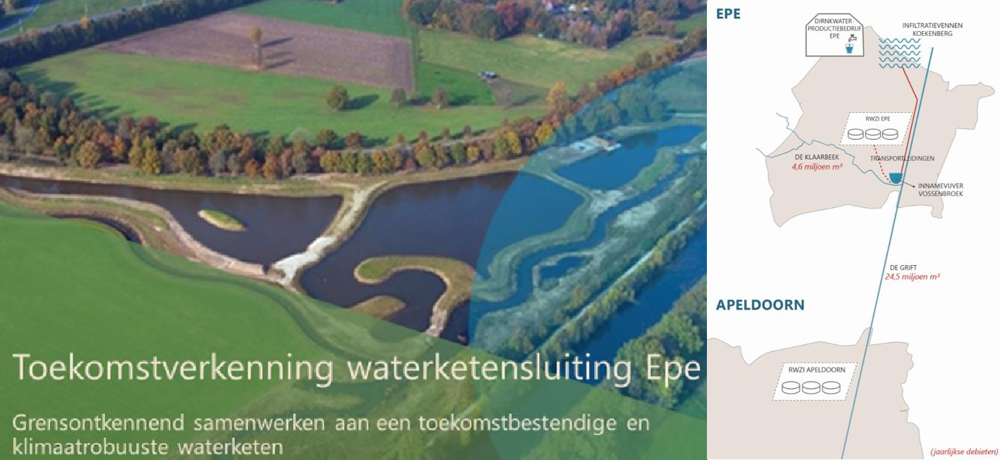 Toekomstverkenning waterketensluiting Epe
Grensontkennend samenwerken aan een toekomstbestendige en
klimaatrobuuste waterketen
EPE
DIRNKWATER-
PRODUCTIEBEDRIJF
EPE
INFILTRATIEVENNEN
KOEKENBERG
RWZI EPE
DE KLAARBEEK
4,6 miljoen m³
TRANSPORTLEIDINGEN
INNAMEVIJVER
VOSSENBROEK
DE GRIFT
24,5 miljoen m³
APELDOORN
RWZI APELDOORN
(jaarlijkse debieten)